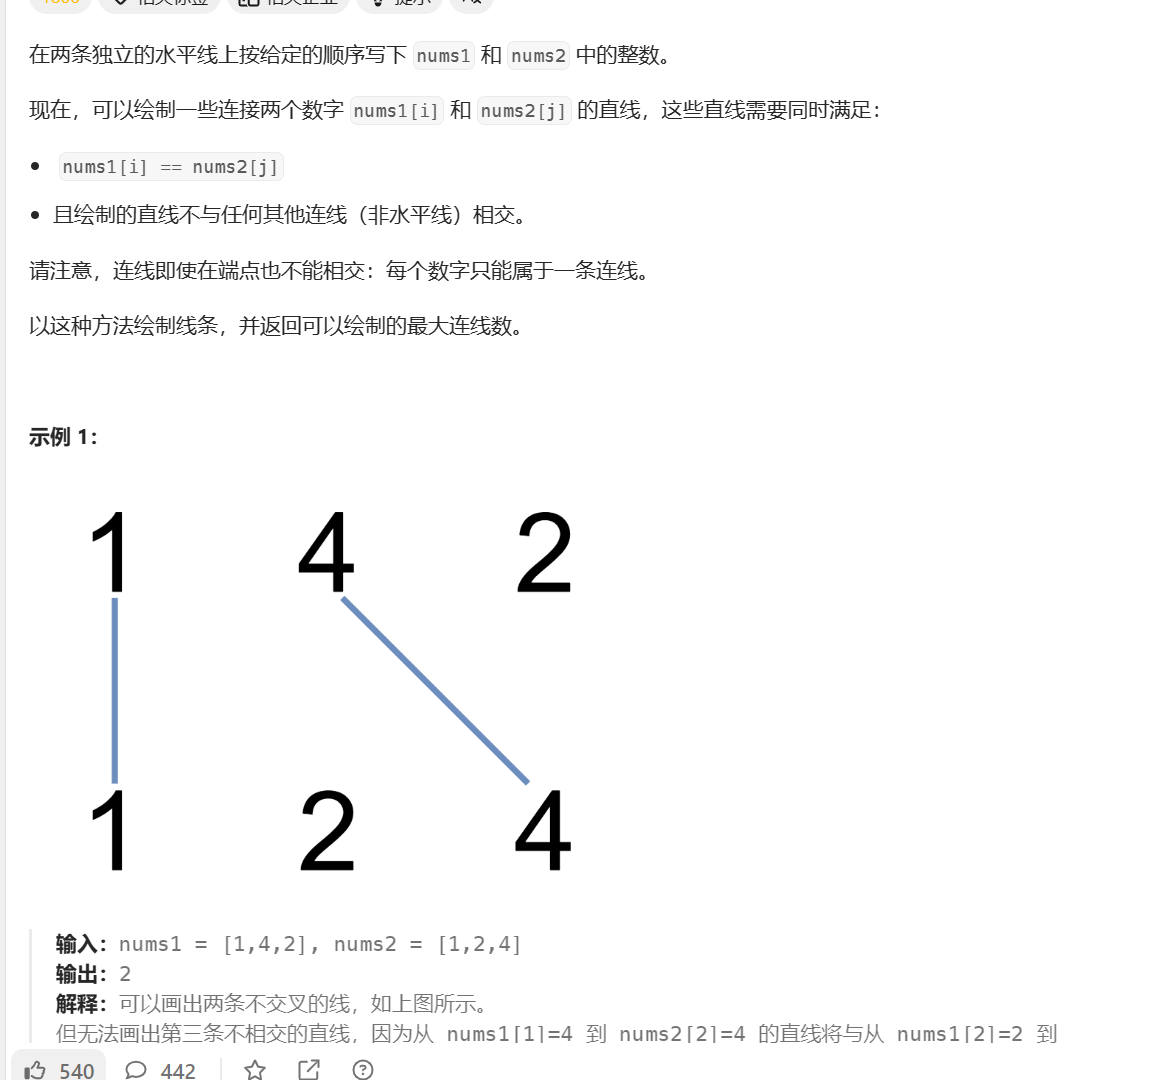 在两条独立的水平线上按给定的顺序写下 nums1 和 nums2 中的整数。
现在，可以绘制一些连接两个数字 nums1[i] 和 nums2[j] 的直线，这些直线需要同时满足：
• nums1[i] == nums2[j]
• 且绘制的直线不与任何其他连线（非水平线）相交。
请注意，连线即使在端点也不能相交：每个数字只能属于一条连线。
以这种方法绘制线条，并返回可以绘制的最大连线数。
示例 1：
1 4 2
1 2 4
输入：nums1 = [1,4,2], nums2 = [1,2,4]
输出：2
解释：可以画出两条不交叉的线，如上图所示。
但无法画出第三条不相交的直线，因为从 nums1[1]=4 到 nums2[2]=4 的直线将与从 nums1[2]=2 到
540 442